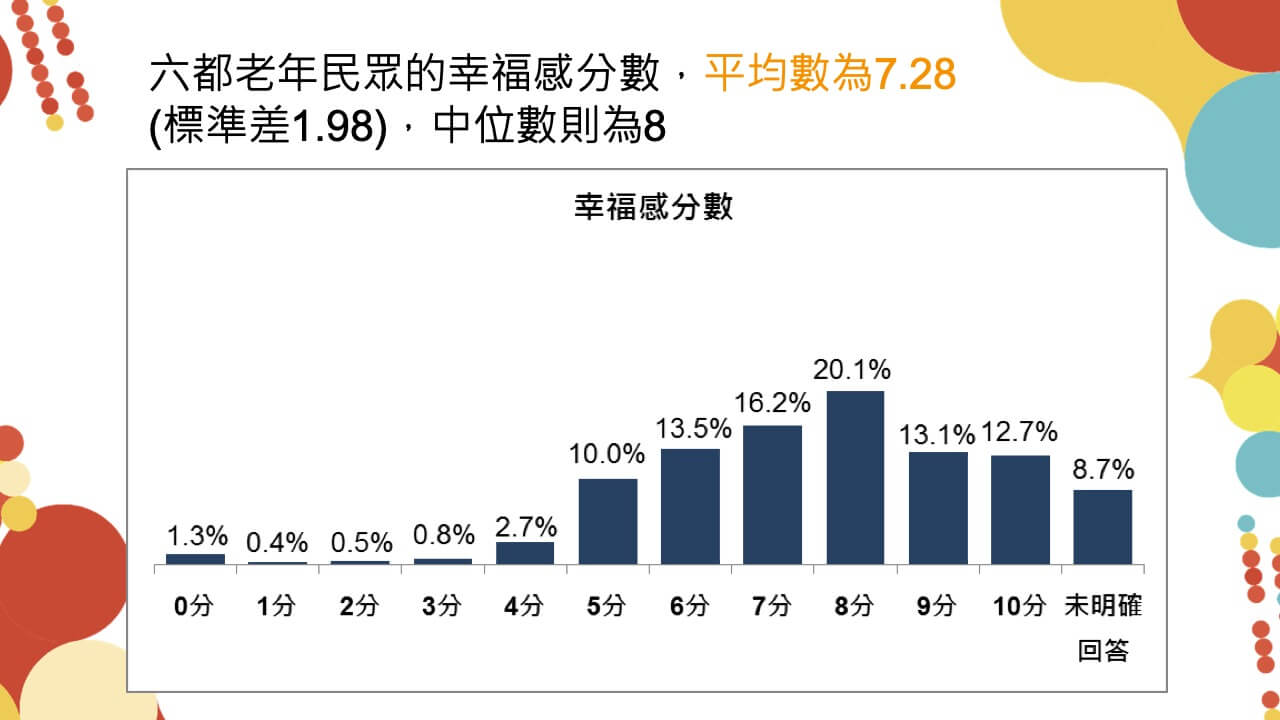 六都老年民眾的幸福感分數，平均數為7.28
(標準差1.98)，中位數則為8
幸福感分數
1.3% 0.4% 0.5% 0.8% 2.7% 10.0% 13.5% 16.2% 20.1% 13.1% 12.7% 8.7%
0分 1分 2分 3分 4分 5分 6分 7分 8分 9分 10分 未明確
回答